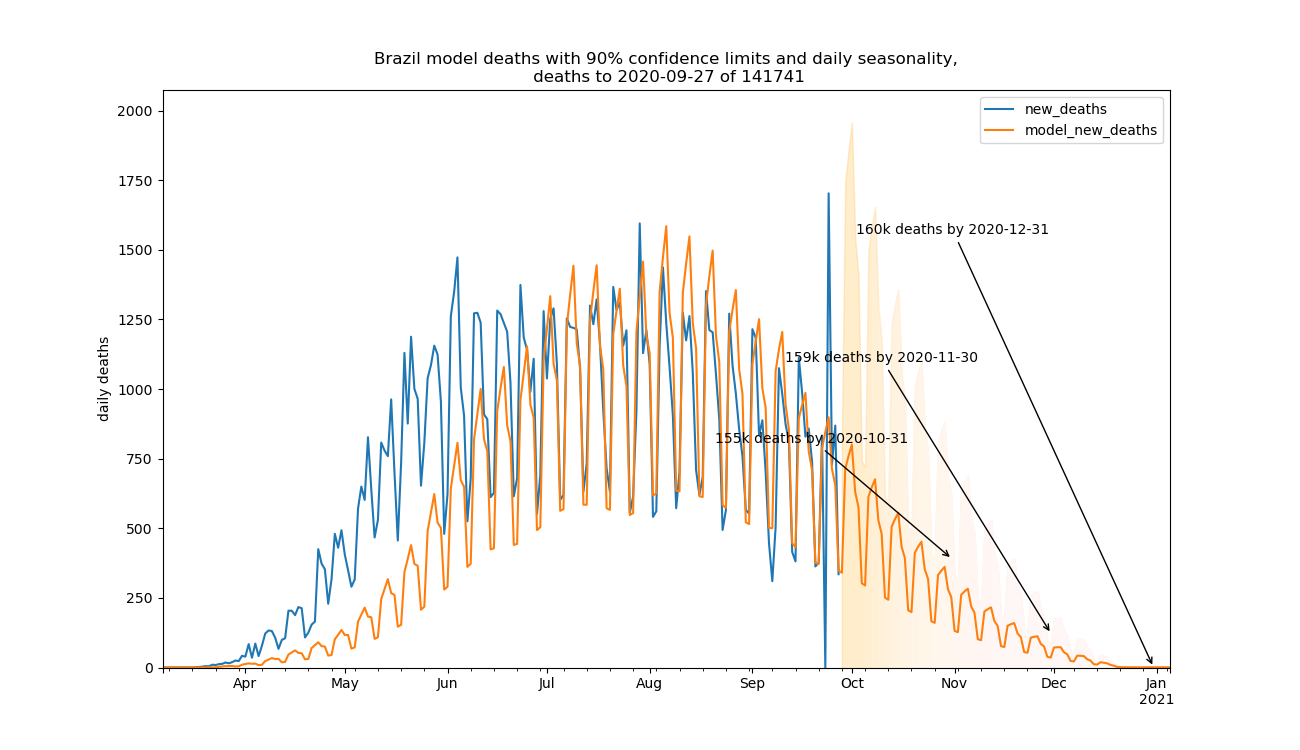 Brazil model deaths with 90% confidence limits and daily seasonality,
deaths to 2020-09-27 of 141741
new_deaths
model_new_deaths
daily deaths
2000
1750
1500
1250
1000
750
500
250
0
160k deaths by 2020-12-31
159k deaths by 2020-11-30
155k deaths by 2020-10-31
Apr
May
Jun
Jul
Aug
Sep
Oct
Nov
Dec
Jan
2021